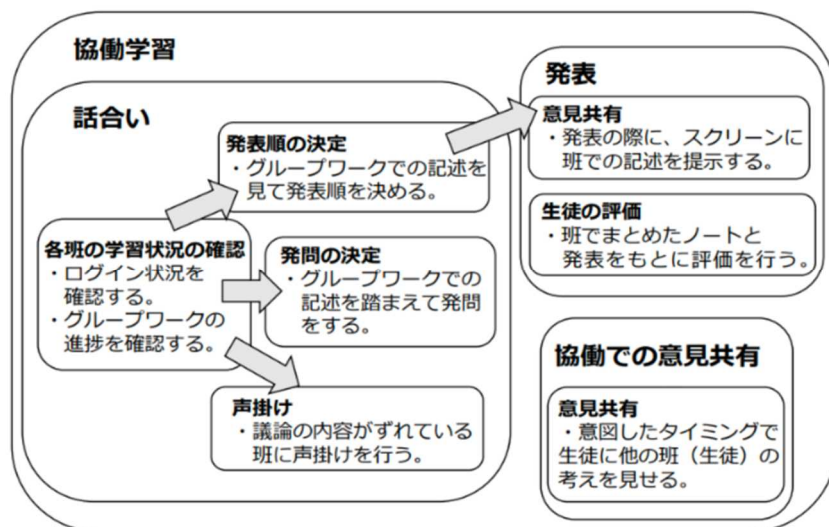 協働学習
話合い
発表順の決定
・グループワークでの記述を
見て発表順を決める。
各班の学習状況の確認
・ログイン状況を
確認する。
・グループワークの
進捗を確認する。
発問の決定
・グループワークでの
記述を踏まえて発問
をする。
声掛け
・議論の内容がずれている
班に声掛けを行う。
発表
意見共有
・発表の際に、スクリーンに
班での記述を提示する。
生徒の評価
・班でまとめたノートと
発表をもとに評価を行う。
協働での意見共有
意見共有
・意図したタイミングで
生徒に他の班（生徒）の
考えを見せる。